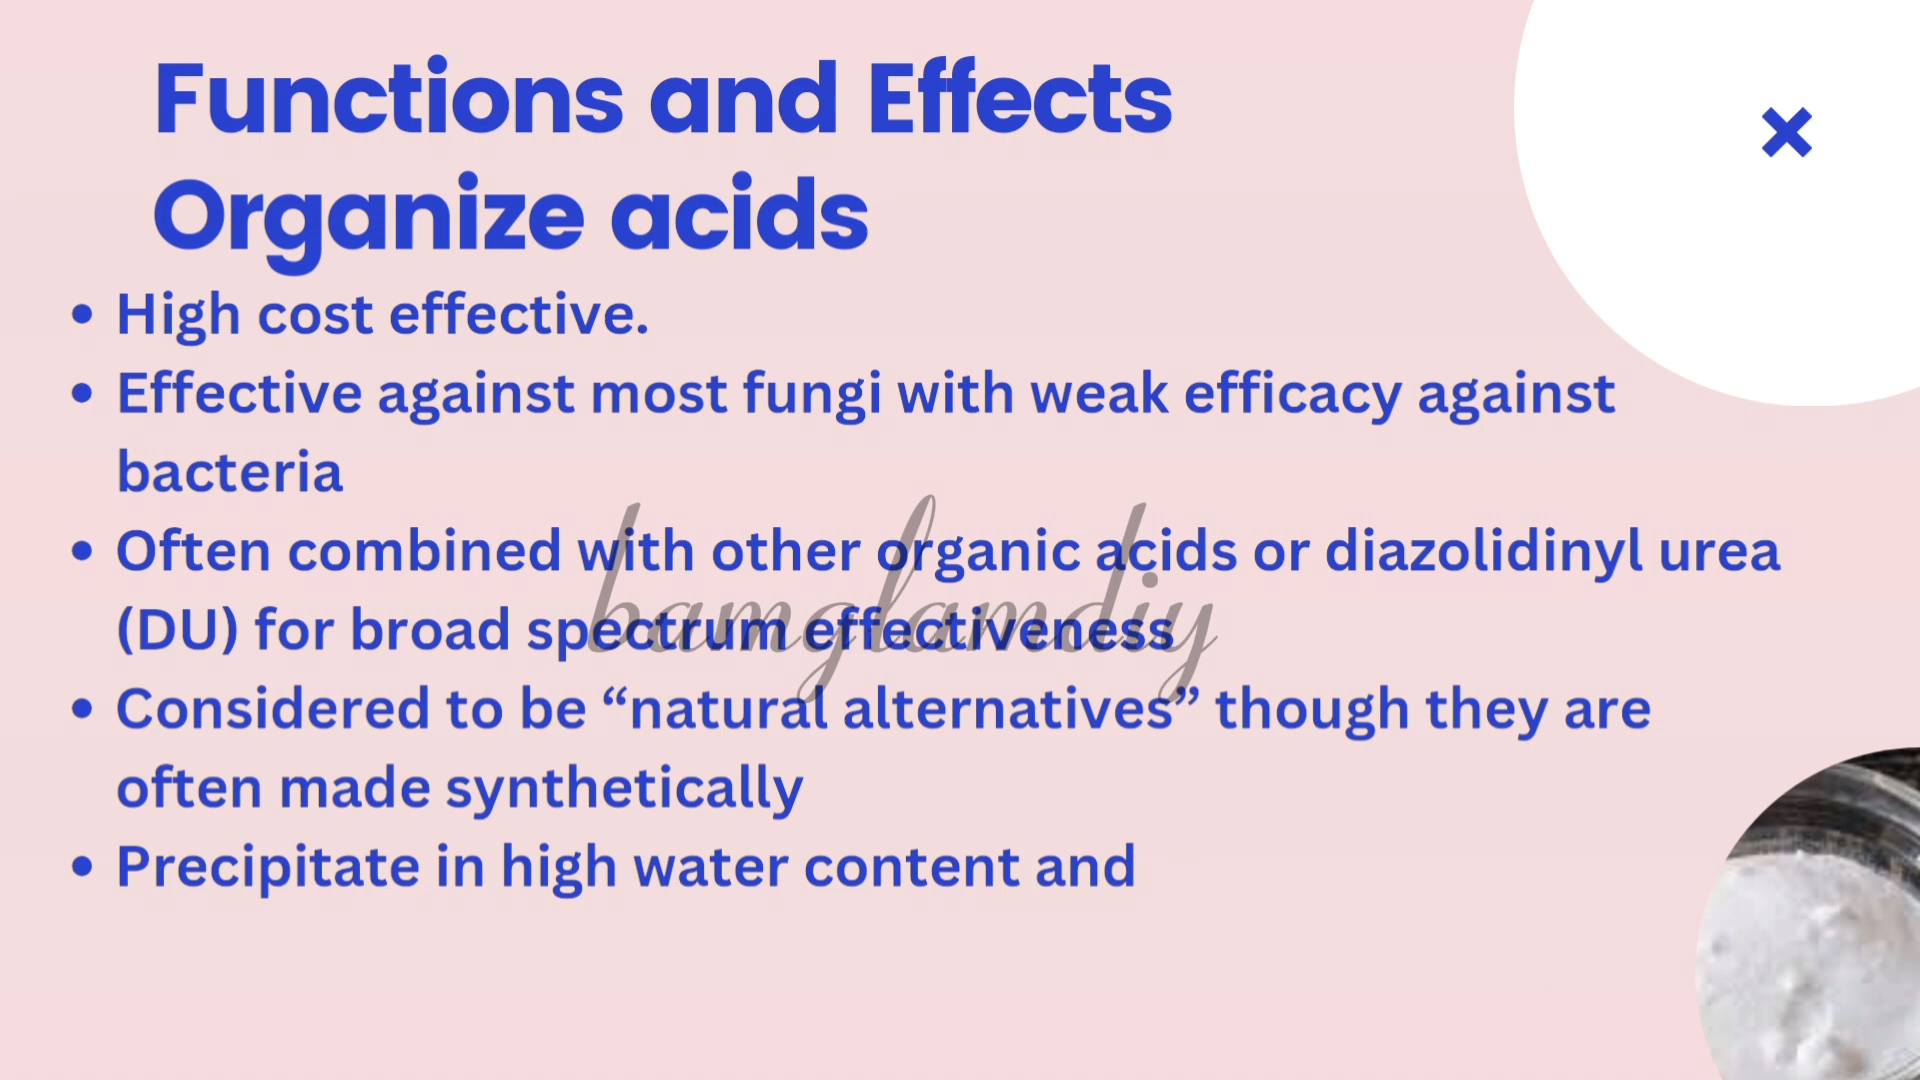 Functions and Effects
Organize acids
• High cost effective.
• Effective against most fungi with weak efficacy against
bacteria
• Often combined with other organic acids or diazolidinyl urea
(DU) for broad spectrum effectiveness
bamglamdiy
• Considered to be “natural alternatives” though they are
often made synthetically
• Precipitate in high water content and